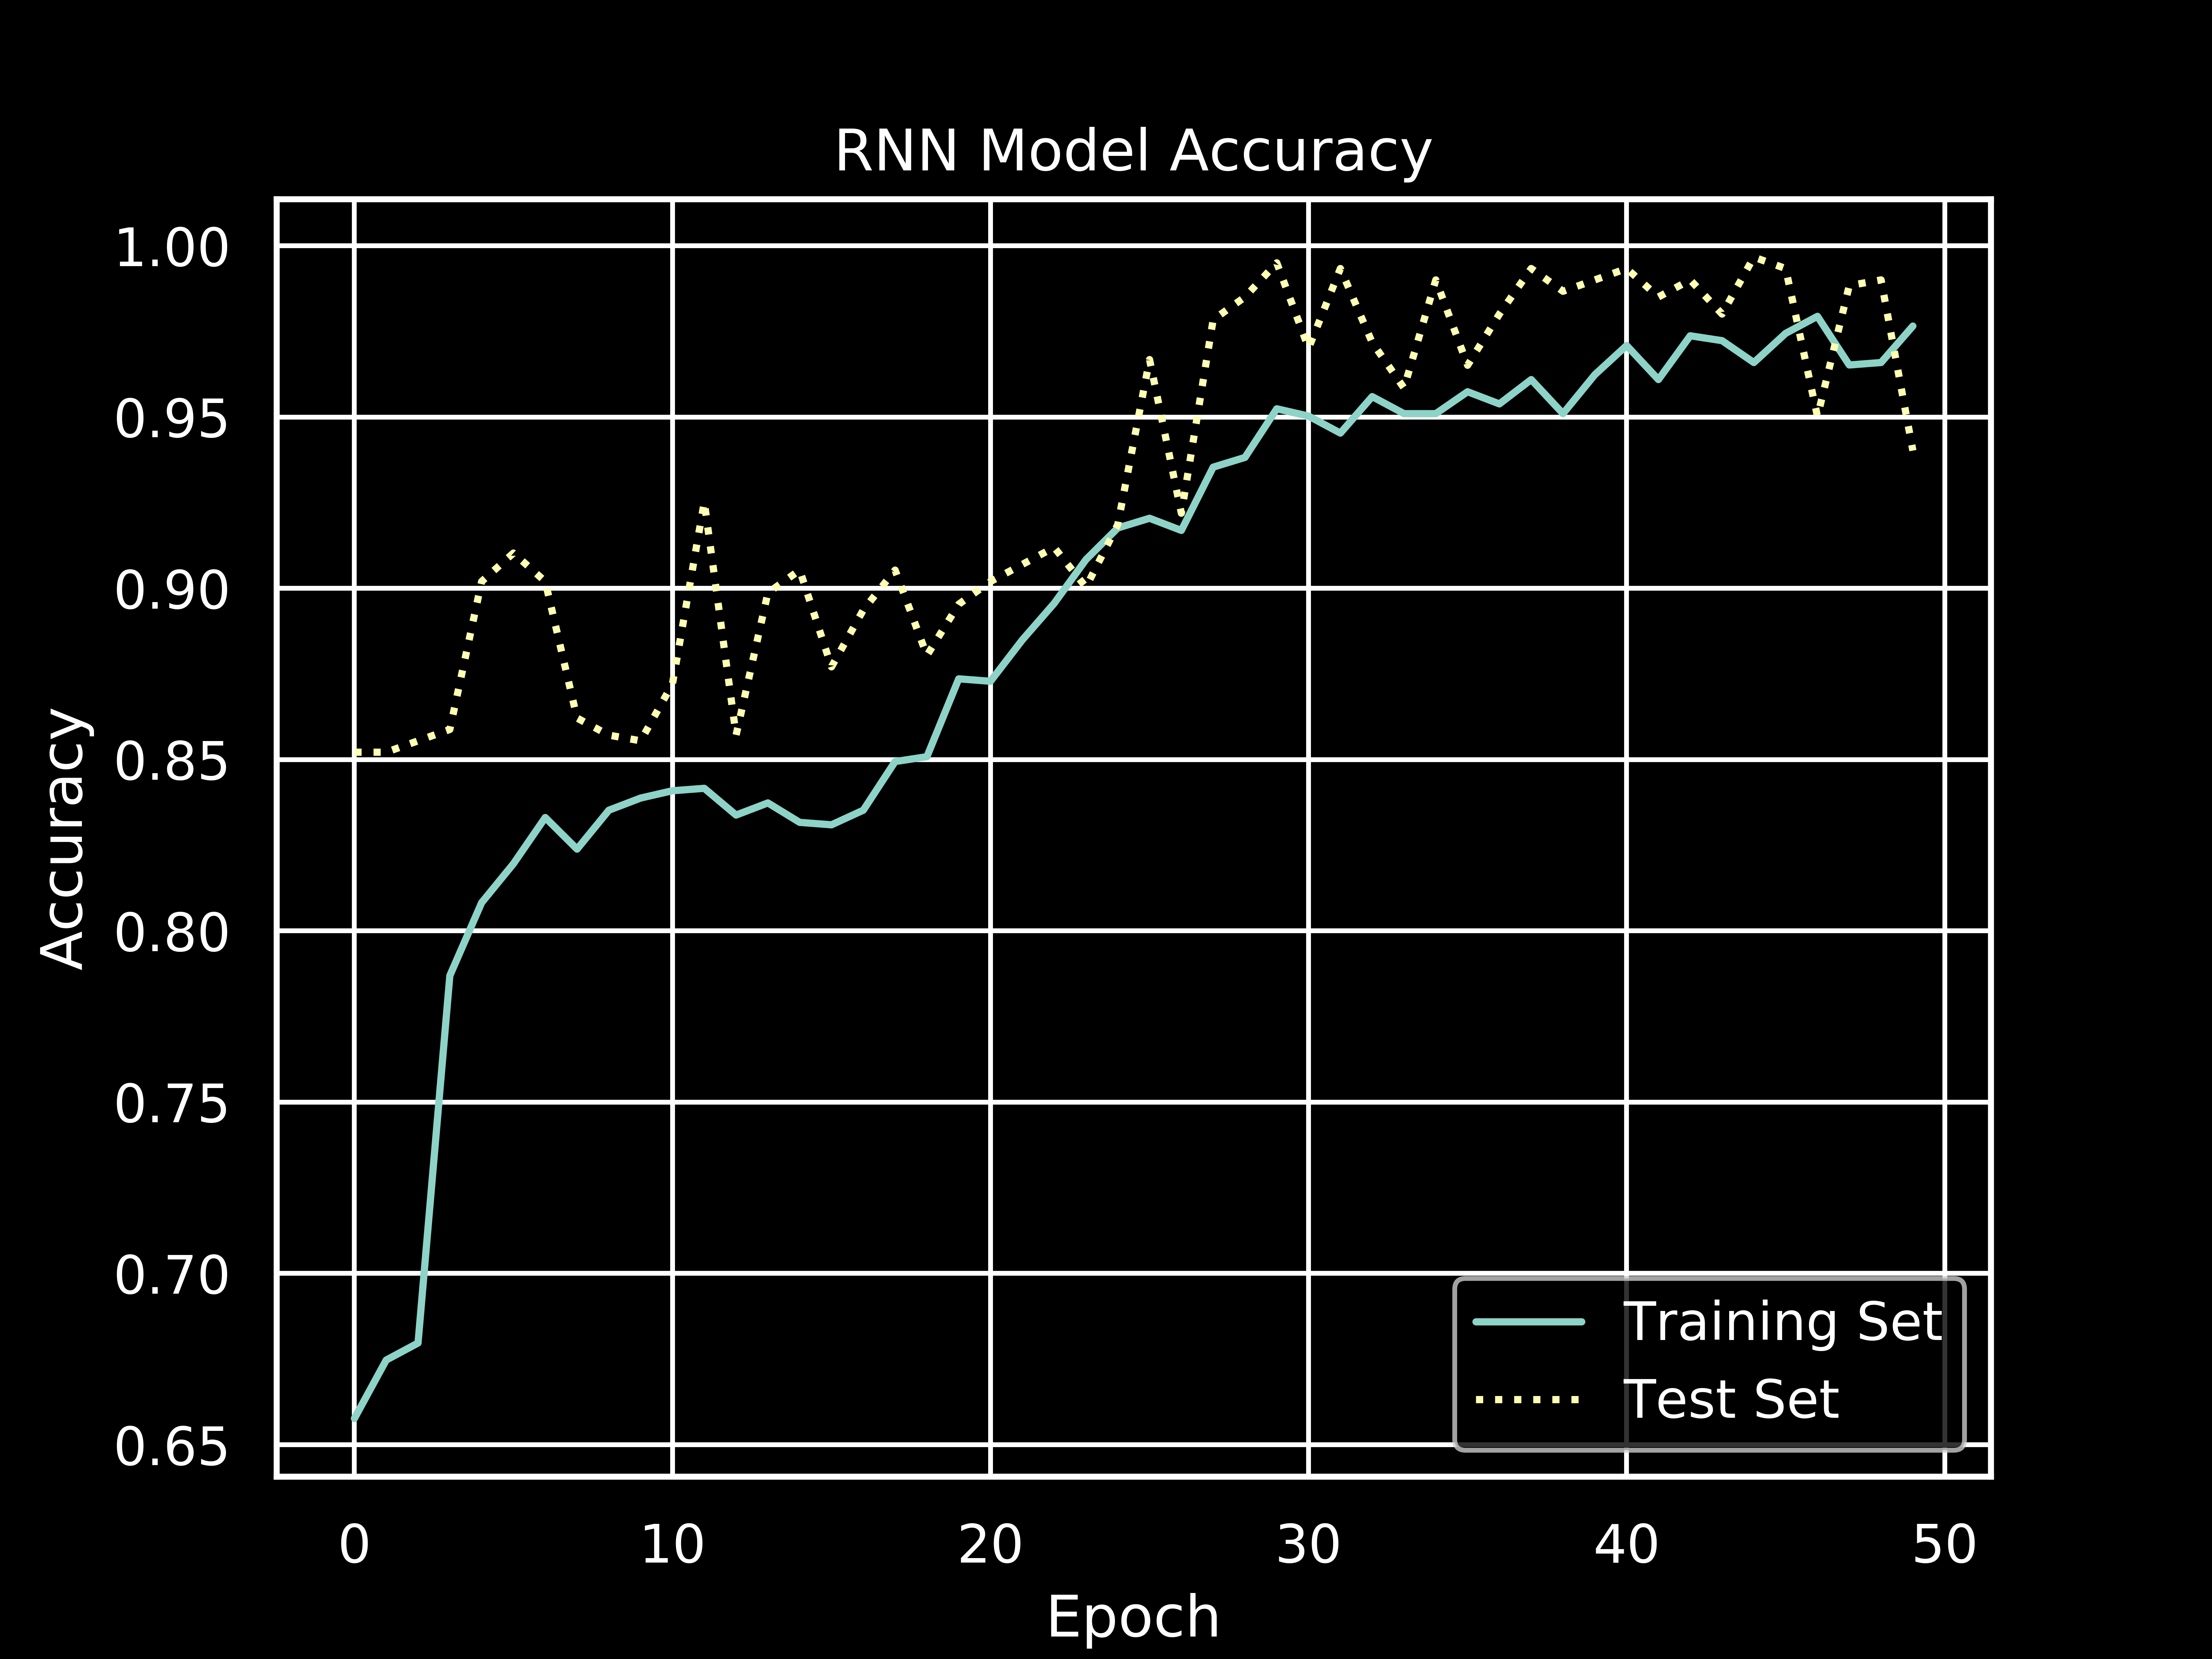 RNN Model Accuracy
1.00
0.95
0.90
0.85
0.80
0.75
0.70
0.65
Accuracy
0 10 20 30 40 50
Epoch
Training Set
Test Set